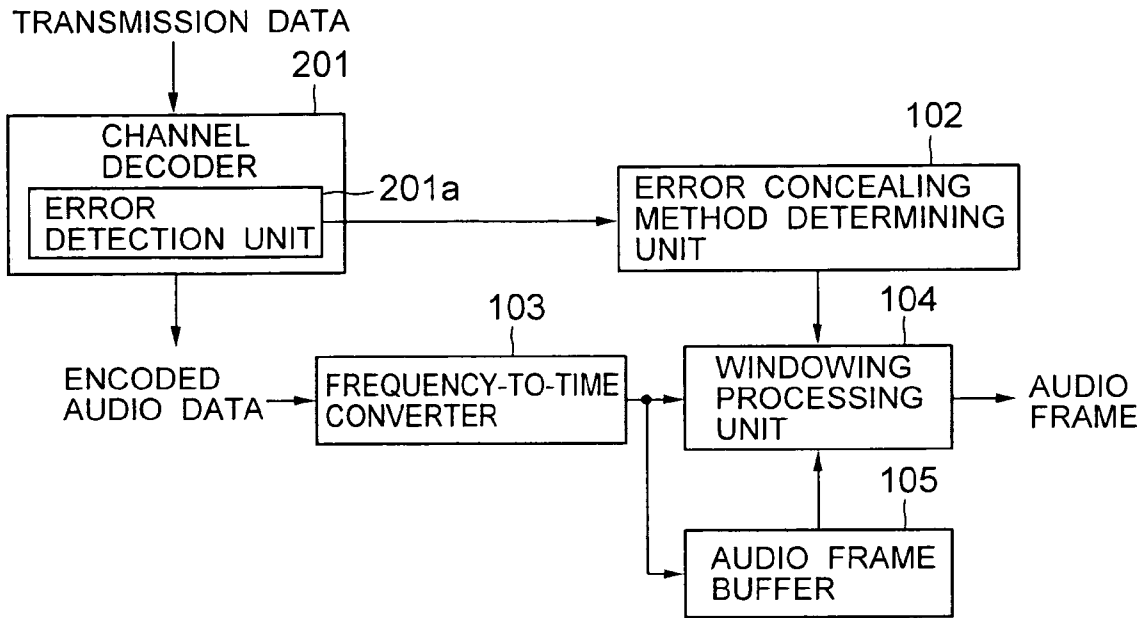 TRANSMISSION DATA
201
CHANNEL
DECODER
201a
ERROR
DETECTION UNIT
102
ERROR CONCEALING
METHOD DETERMINING
UNIT
103
104
ENCODED
AUDIO DATA
FREQUENCY-TO-TIME
CONVERTER
WINDOWING
PROCESSING
UNIT
AUDIO
FRAME
105
AUDIO FRAME
BUFFER